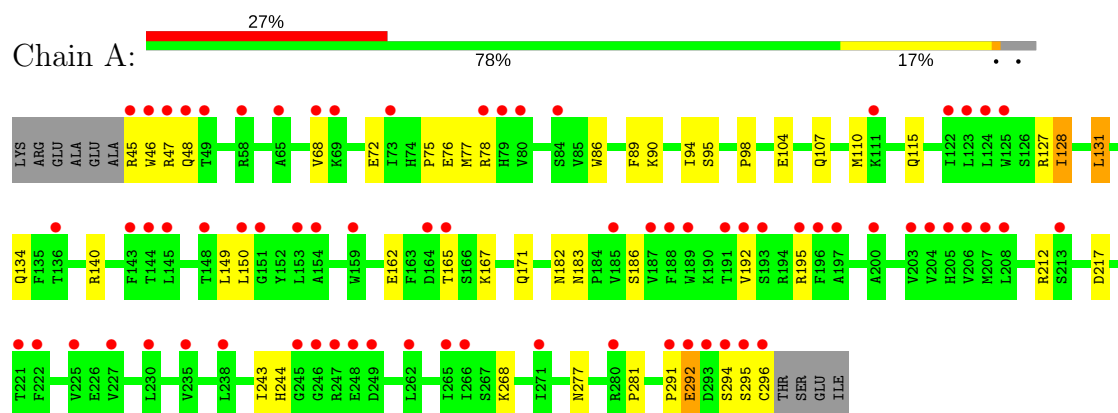 27%
Chain A:
78% 17% • •
LYS ARG GLU ALA GLU ALA R45 W46 R47 Q48 T49 R58 A65 V68 K69 E72 I73 H74 P75 E76 M77 R78 H79 V80 S84 V85 W86 F89 K90 I94 S95 P98 E104 Q107 M110 K111 Q115 I122 L123 L124 W125 S126 R127 I128 L131
Q134 F135 T136 R140 F143 T144 L145 T148 L149 L150 G151 Y152 L153 A154 W159 E162 F163 D164 T165 S166 K167 Q171 N182 N183 P184 V185 S186 V187 F188 W189 K190 T191 V192 S193 R194 R195 F196 A197 A200 V203 V204 H205 V206 M207 L208 R212 S213 D217
T221 F222 V225 E226 V227 L230 V235 L238 I243 H244 G245 G246 R247 E248 D249 L262 I265 I266 S267 K268 I271 N277 R280 P281 P291 E292 D293 S294 S295 C296 THR SER GLU ILE